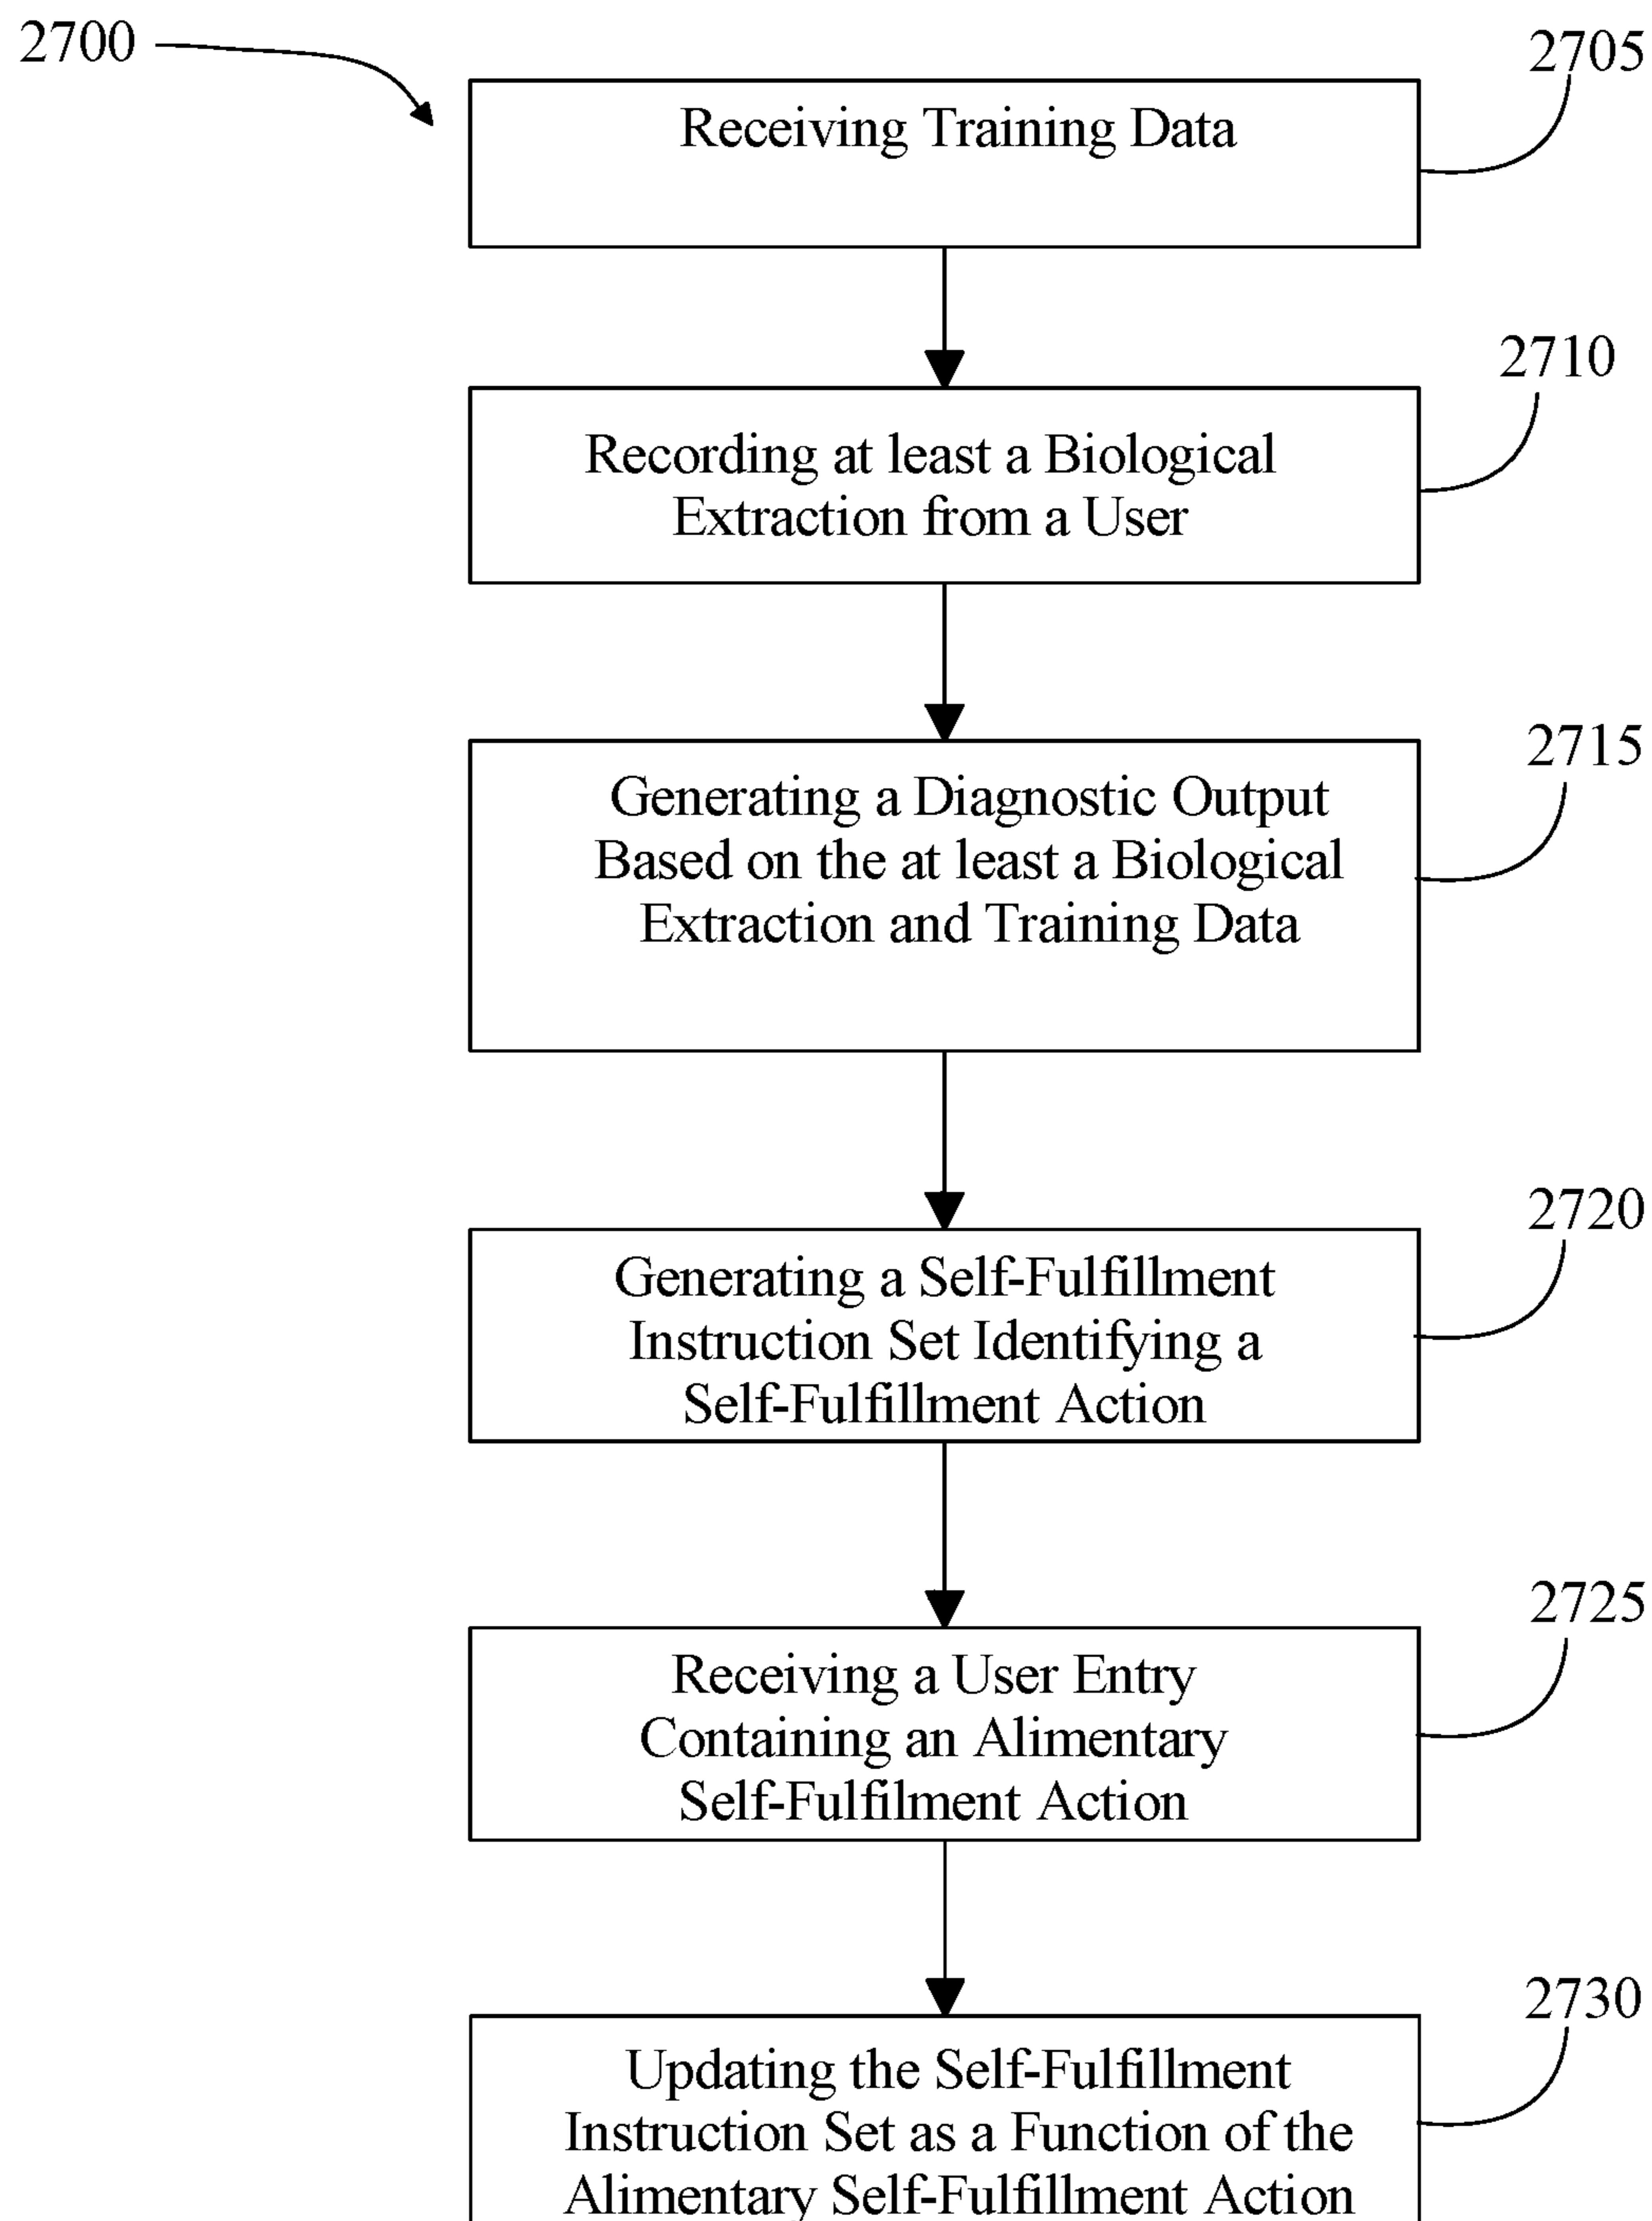 2700
2705
Receiving Training Data
2710
Recording at least a Biological
Extraction from a User
2715
Generating a Diagnostic Output
Based on the at least a Biological
Extraction and Training Data
2720
Generating a Self-Fulfillment
Instruction Set Identifying a
Self-Fulfillment Action
2725
Receiving a User Entry
Containing an Alimentary
Self-Fulfilment Action
2730
Updating the Self-Fulfillment
Instruction Set as a Function of the
Alimentary Self-Fulfillment Action